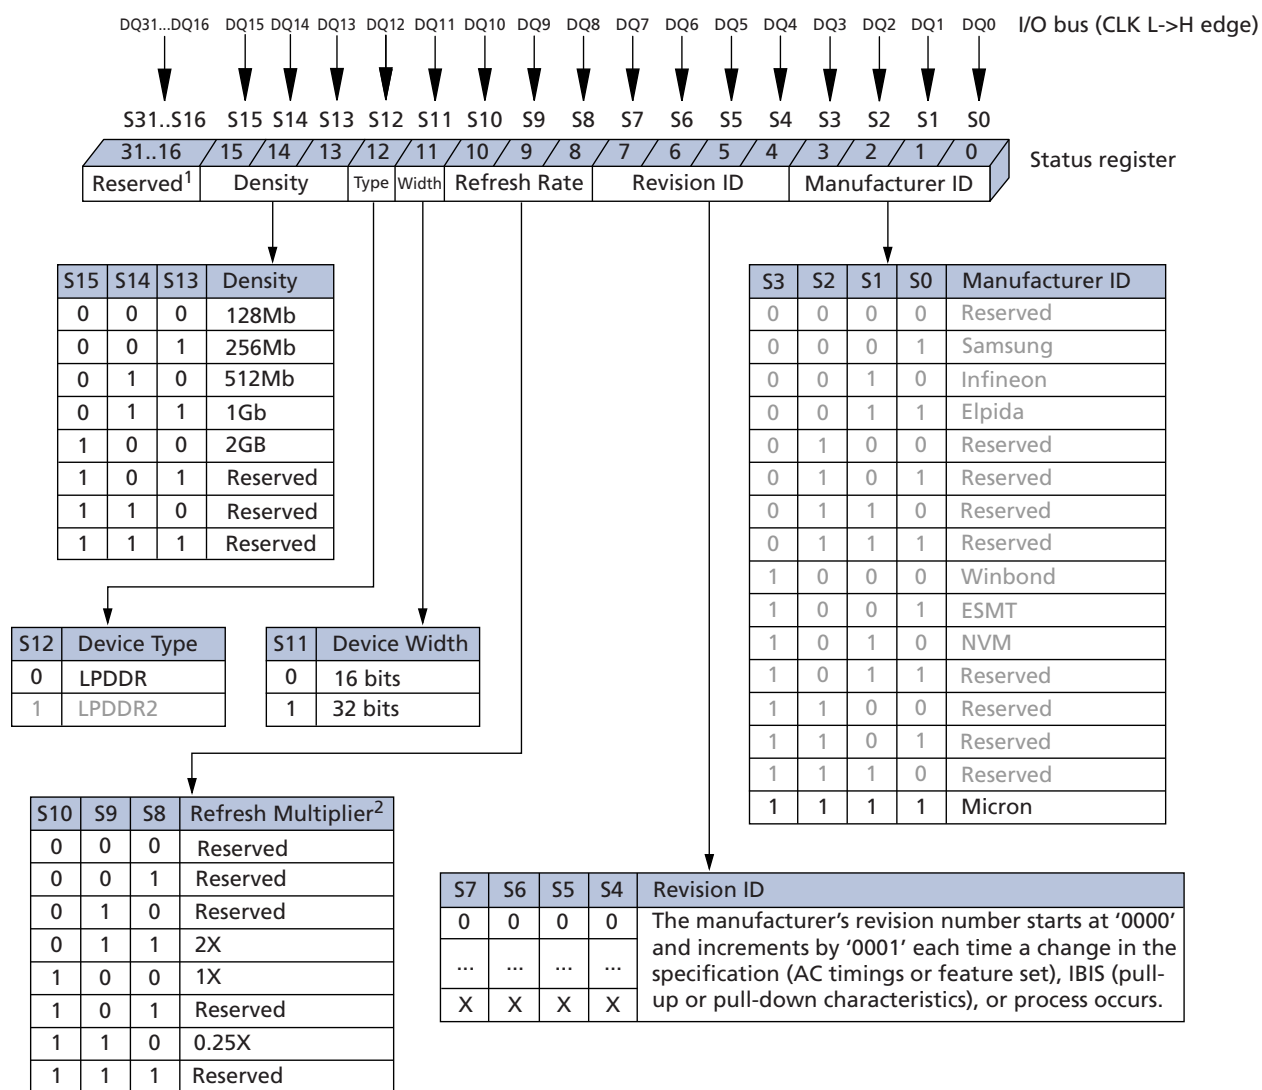 DQ31...DQ16 DQ15 DQ14 DQ13 DQ12 DQ11 DQ10 DQ9 DQ8 DQ7 DQ6 DQ5 DQ4 DQ3 DQ2 DQ1 DQ0 I/O bus (CLK L->H edge)
S31..S16 S15 S14 S13 S12 S11 S10 S9 S8 S7 S6 S5 S4 S3 S2 S1 S0
31..16 15 14 13 12 11 10 9 8 7 6 5 4 3 2 1 0 Status register
Reserved1 Density Type Width Refresh Rate Revision ID Manufacturer ID
S15 S14 S13 Density
0 0 0 128Mb
0 0 1 256Mb
0 1 0 512Mb
0 1 1 1Gb
1 0 0 2GB
1 0 1 Reserved
1 1 0 Reserved
1 1 1 Reserved
S3 S2 S1 S0 Manufacturer ID
0 0 0 0 Reserved
0 0 0 1 Samsung
0 0 1 0 Infineon
0 0 1 1 Elpida
0 1 0 0 Reserved
0 1 0 1 Reserved
0 1 1 0 Reserved
0 1 1 1 Reserved
1 0 0 0 Winbond
1 0 0 1 ESMT
1 0 1 0 NVM
1 0 1 1 Reserved
1 1 0 0 Reserved
1 1 0 1 Reserved
1 1 1 0 Reserved
1 1 1 1 Micron
S12 Device Type
0 LPDDR
1 LPDDR2
S11 Device Width
0 16 bits
1 32 bits
S10 S9 S8 Refresh Multiplier2
0 0 0 Reserved
0 0 1 Reserved
0 1 0 Reserved
0 1 1 2X
1 0 0 1X
1 0 1 Reserved
1 1 0 0.25X
1 1 1 Reserved
S7 S6 S5 S4 Revision ID
0 0 0 0 The manufacturer’s revision number starts at ‘0000’
and increments by ‘0001’ each time a change in the
... ... ... ... specification (AC timings or feature set), IBIS (pull-
X X X X up or pull-down characteristics), or process occurs.